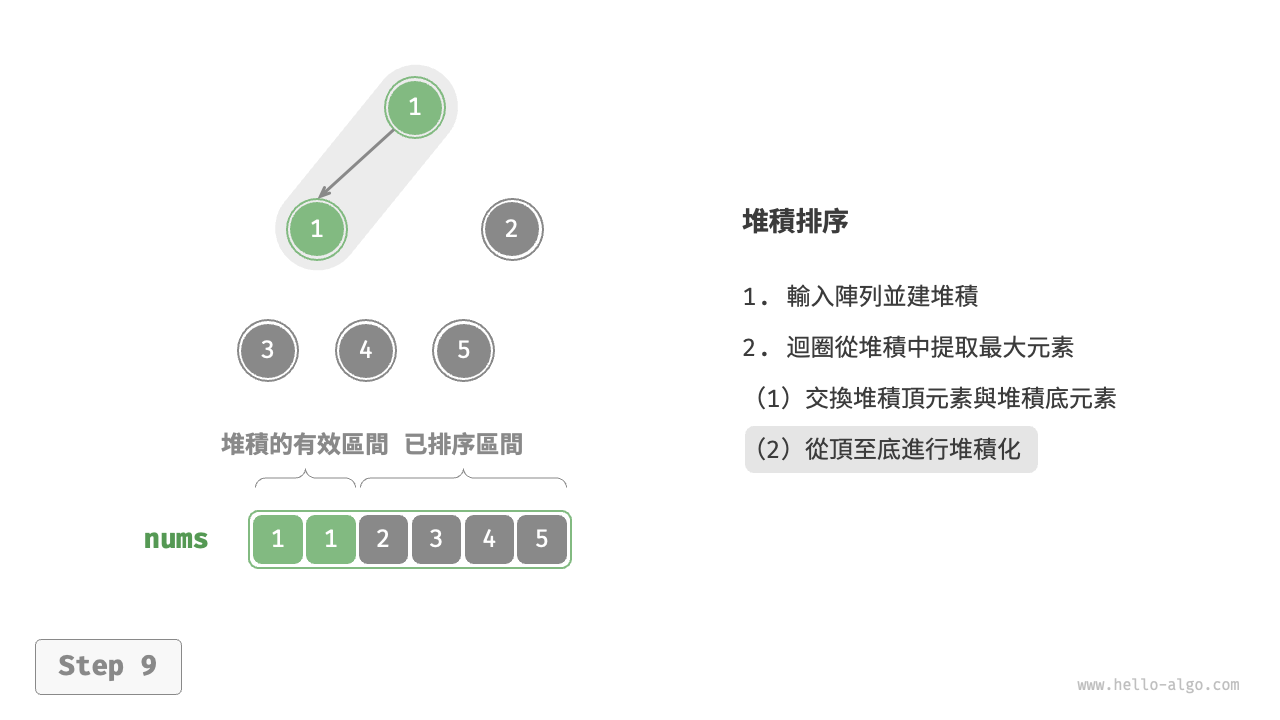 1
1
2
3 4 5
堆積的有效區間 已排序區間
nums 1 1 2 3 4 5
堆積排序
1. 輸入陣列並建堆積
2. 迴圈從堆積中提取最大元素
（1）交換堆積頂元素與堆積底元素
（2）從頂至底進行堆積化
Step 9
www.hello-algo.com